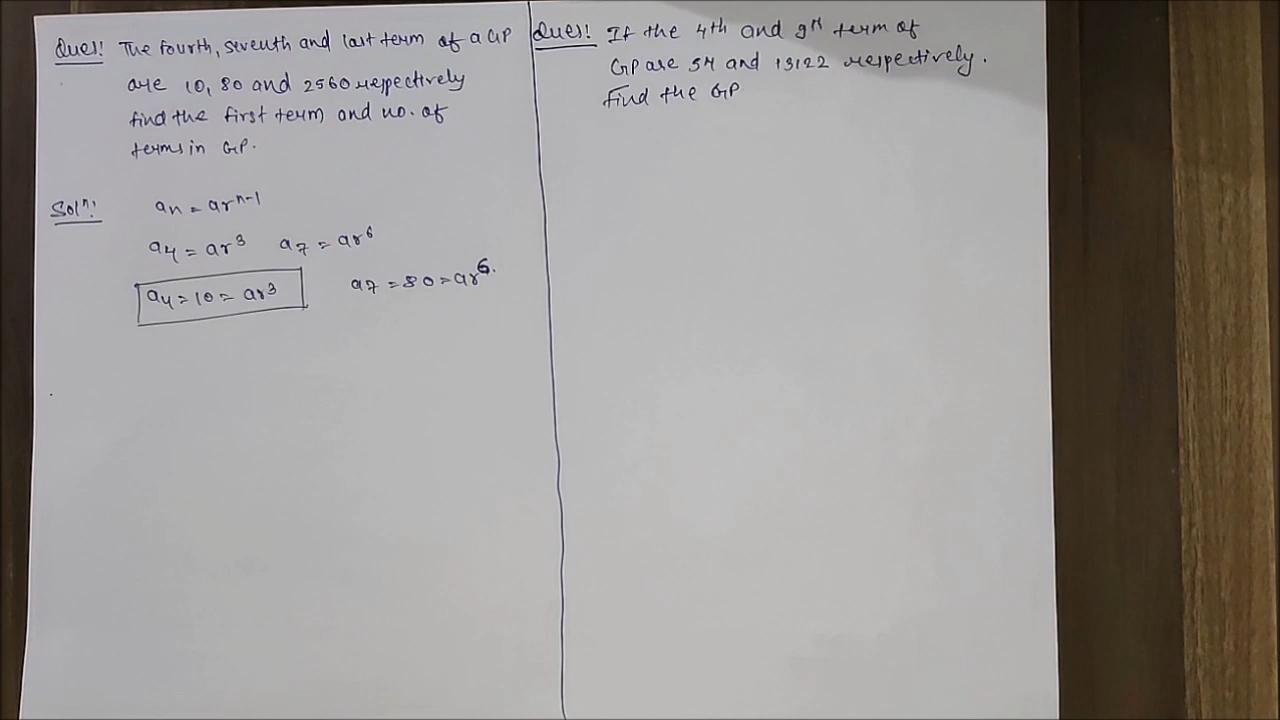 Ques! The fourth, seventh and last term of a GP
are 10, 80 and 2560 respectively
find the first term and no. of
terms in GP.
Solⁿ! aₙ = arⁿ⁻¹
a₄ = ar³ a₇ = ar⁶
a₄ = 10 = ar³ a₇ = 80 = ar⁶.
Ques! If the 4th and 9th term of
GP are 54 and 13122 respectively.
Find the GP